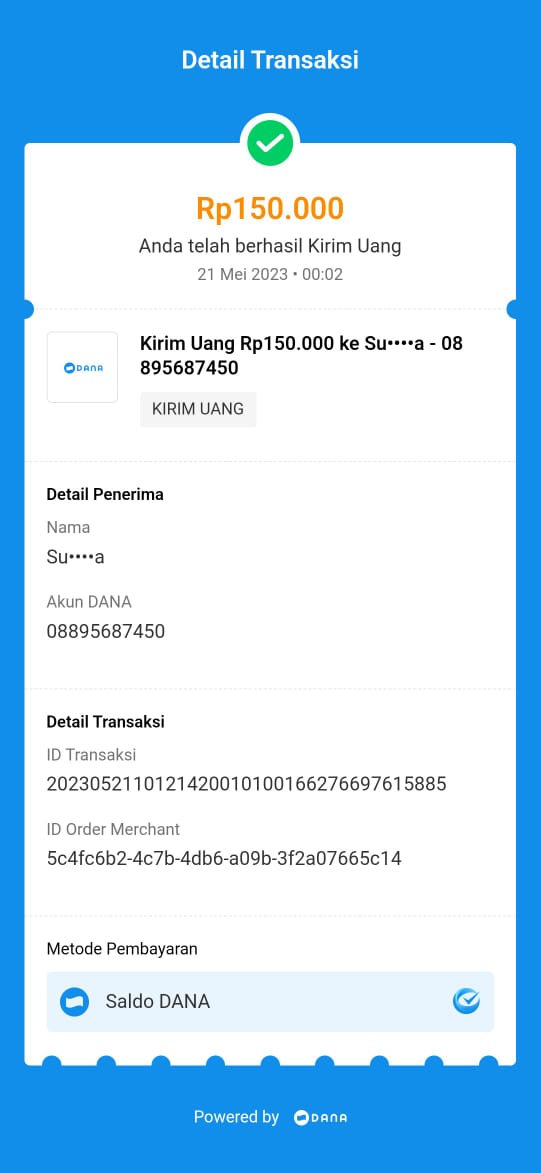 Detail Transaksi
Rp150.000
Anda telah berhasil Kirim Uang
21 Mei 2023 • 00:02
DANA
Kirim Uang Rp150.000 ke Su••••a - 08
895687450
KIRIM UANG
Detail Penerima
Nama
Su••••a
Akun DANA
08895687450
Detail Transaksi
ID Transaksi
2023052110121420010100166276697615885
ID Order Merchant
5c4fc6b2-4c7b-4db6-a09b-3f2a07665c14
Metode Pembayaran
Saldo DANA
Powered by DANA